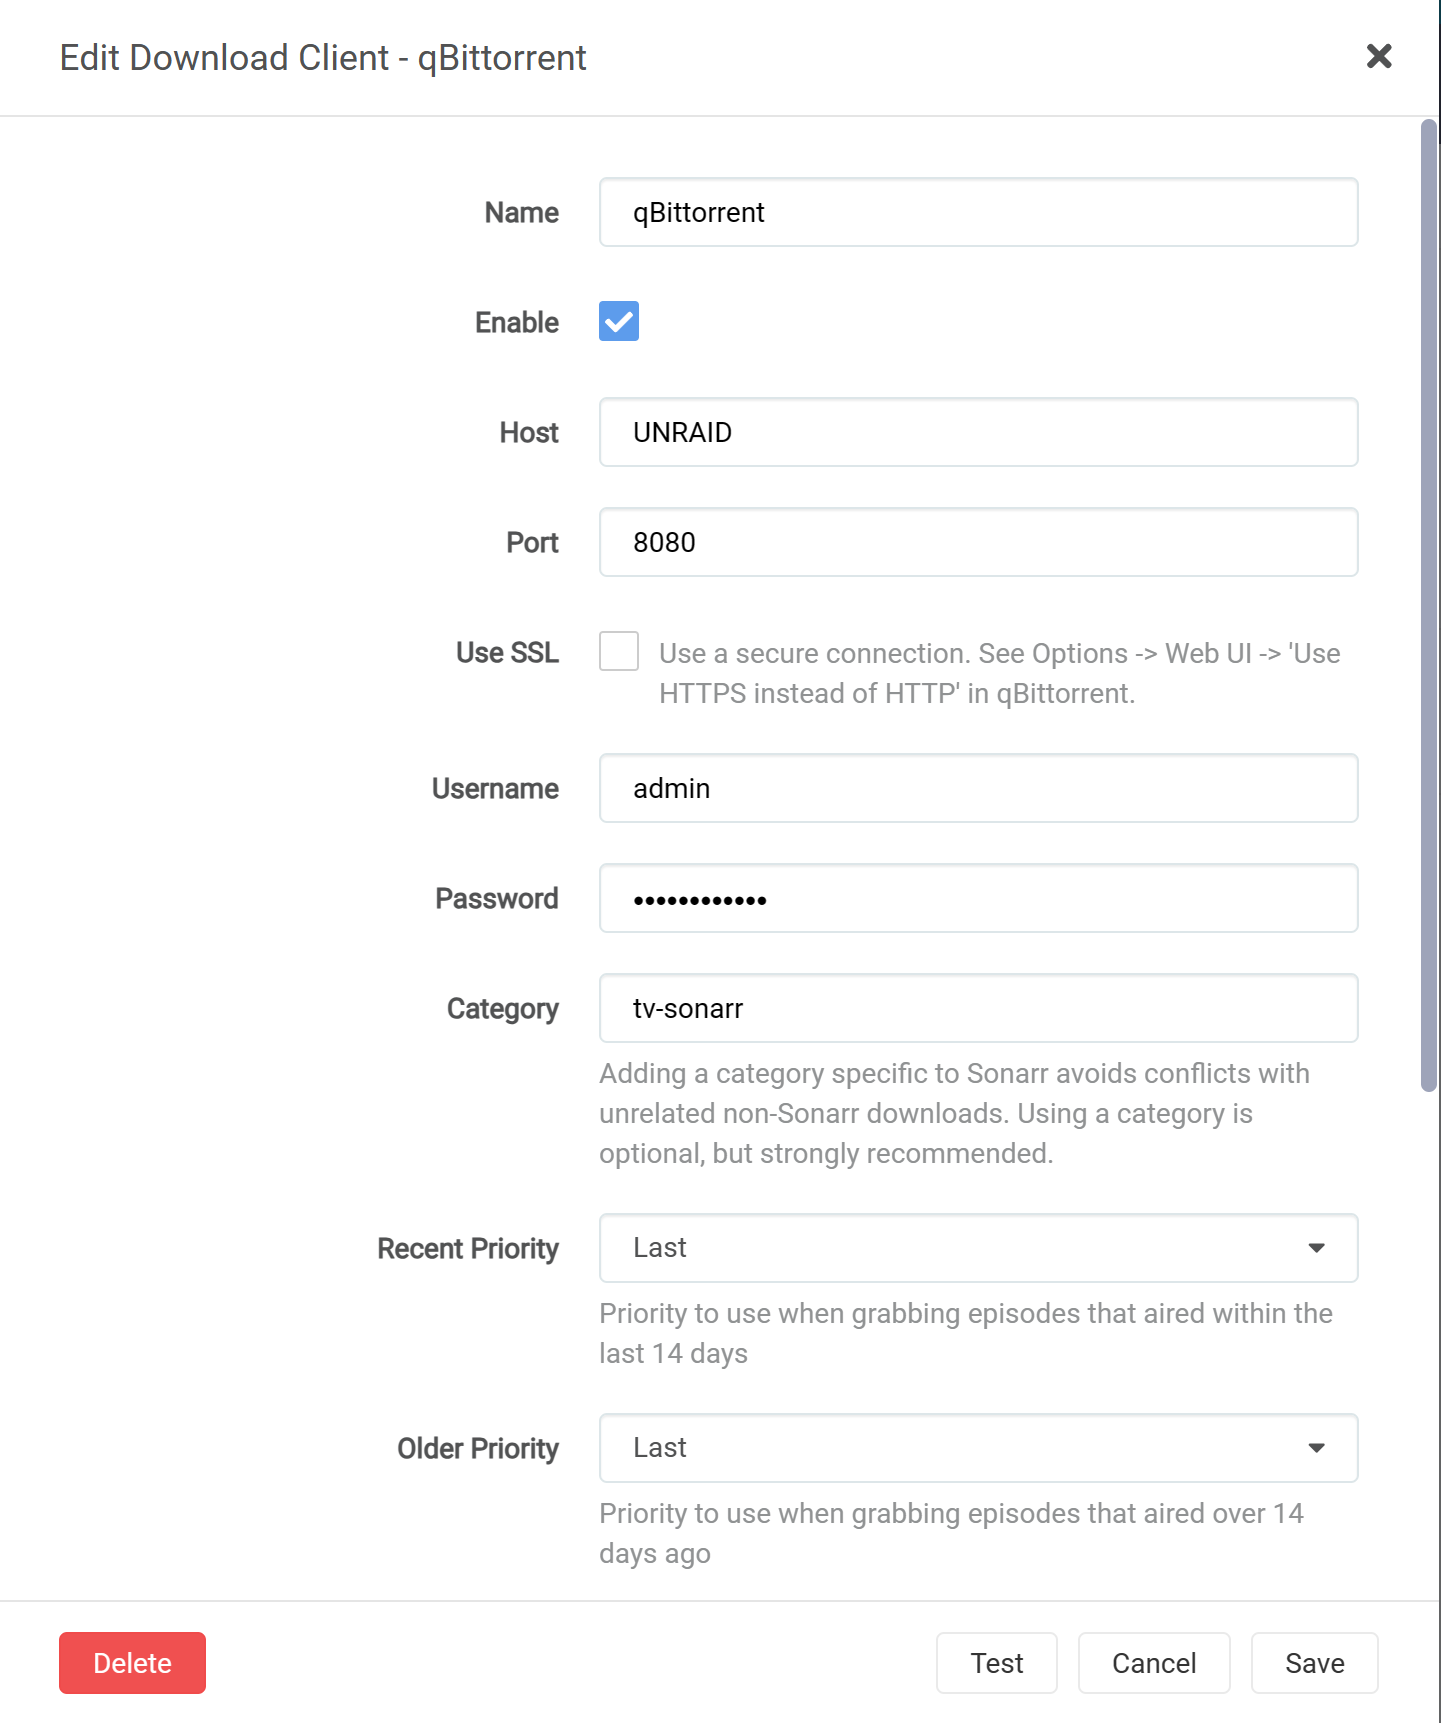 Edit Download Client - qBittorrent
Name
qBittorrent
Enable
Host
UNRAID
Port
8080
Use SSL
Use a secure connection. See Options -> Web UI -> 'Use
HTTPS instead of HTTP' in qBittorrent.
Username
admin
Password
••••••••••••
Category
tv-sonarr
Adding a category specific to Sonarr avoids conflicts with
unrelated non-Sonarr downloads. Using a category is
optional, but strongly recommended.
Recent Priority
Last
Priority to use when grabbing episodes that aired within the
last 14 days
Older Priority
Last
Priority to use when grabbing episodes that aired over 14
days ago
Delete
Test
Cancel
Save